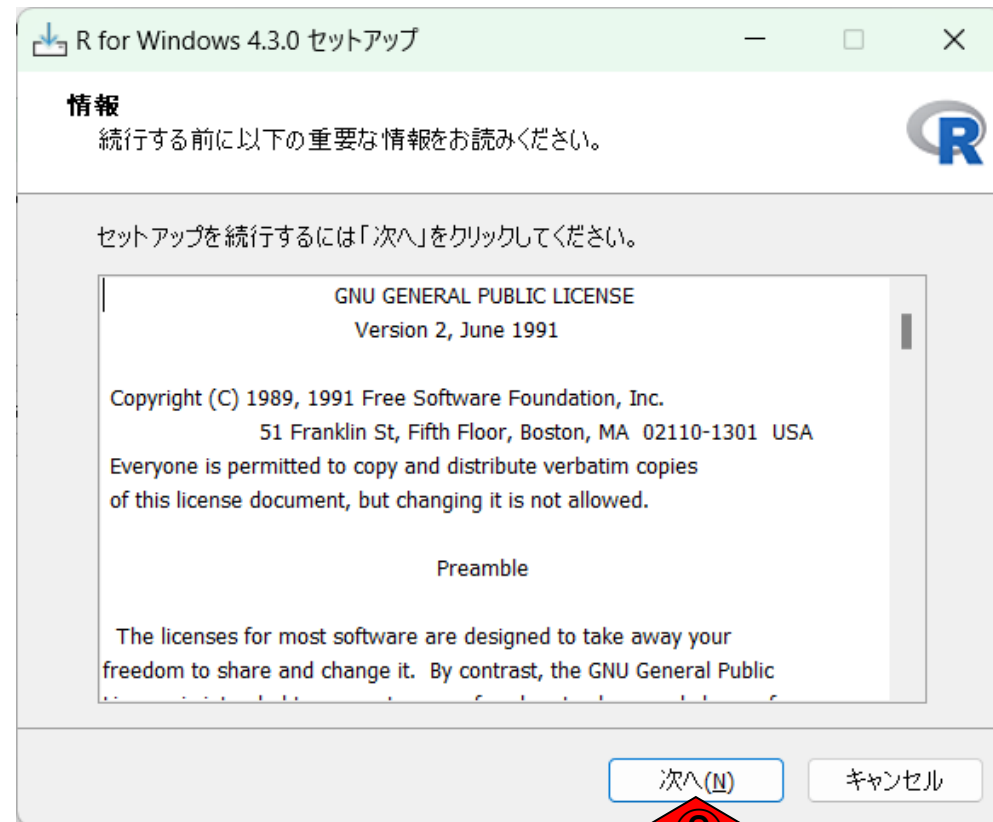 R for Windows 4.3.0 セットアップ
情報
続行する前に以下の重要な情報をお読みください。
R
セットアップを続行するには「次へ」をクリックしてください。
GNU GENERAL PUBLIC LICENSE
Version 2, June 1991
Copyright (C) 1989, 1991 Free Software Foundation, Inc.
51 Franklin St, Fifth Floor, Boston, MA  02110-1301  USA
Everyone is permitted to copy and distribute verbatim copies
of this license document, but changing it is not allowed.
Preamble
The licenses for most software are designed to take away your
freedom to share and change it.  By contrast, the GNU General Public
次へ(N)
キャンセル